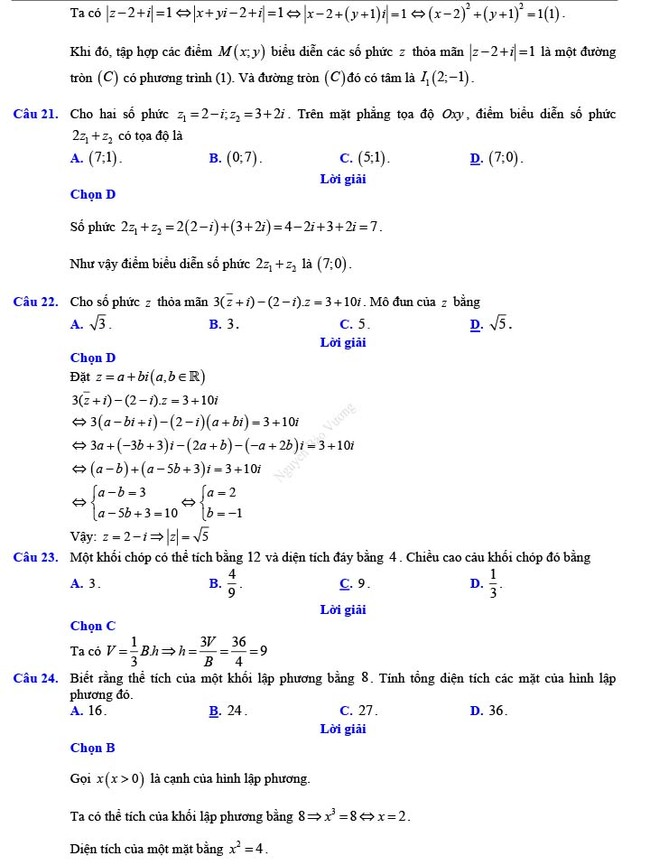 Ta có |z−2+i|=1⇔|x+yi−2+i|=1⇔|x−2+(y+1)i|=1⇔(x−2)²+(y+1)²=1(1).
Khi đó, tập hợp các điểm M(x;y) biểu diễn các số phức z thỏa mãn |z−2+i|=1 là một đường
tròn (C) có phương trình (1). Và đường tròn (C) đó có tâm là I₁(2;−1).
Câu 21. Cho hai số phức z₁=2−i; z₂=3+2i. Trên mặt phẳng tọa độ Oxy, điểm biểu diễn số phức
2z₁+z₂ có tọa độ là
A. (7;1). B. (0;7). C. (5;1). D. (7;0).
Lời giải
Chọn D
Số phức 2z₁+z₂=2(2−i)+(3+2i)=4−2i+3+2i=7.
Như vậy điểm biểu diễn số phức 2z₁+z₂ là (7;0).
Câu 22. Cho số phức z thỏa mãn 3(z̅+i)−(2−i).z=3+10i. Mô đun của z bằng
A. √3. B. 3. C. 5. D. √5.
Lời giải
Chọn D
Đặt z=a+bi(a,b∈ℝ)
3(z̅+i)−(2−i).z=3+10i
⇔3(a−bi+i)−(2−i)(a+bi)=3+10i
⇔3a+(−3b+3)i−(2a+b)−(−a+2b)i=3+10i
⇔(a−b)+(a−5b+3)i=3+10i
⇔{a−b=3 ; a−5b+3=10 ⇔{a=2 ; b=−1
Vậy: z=2−i⇒|z|=√5
Câu 23. Một khối chóp có thể tích bằng 12 và diện tích đáy bằng 4. Chiều cao câu khối chóp đó bằng
A. 3. B. 4/9. C. 9. D. 1/3.
Lời giải
Chọn C
Ta có V=1/3 B.h⇒h=3V/B=36/4=9
Câu 24. Biết rằng thể tích của một khối lập phương bằng 8. Tính tổng diện tích các mặt của hình lập
phương đó.
A. 16. B. 24. C. 27. D. 36.
Lời giải
Chọn B
Gọi x(x>0) là cạnh của hình lập phương.
Ta có thể tích của khối lập phương bằng 8⇒x³=8⇔x=2.
Diện tích của một mặt bằng x²=4.